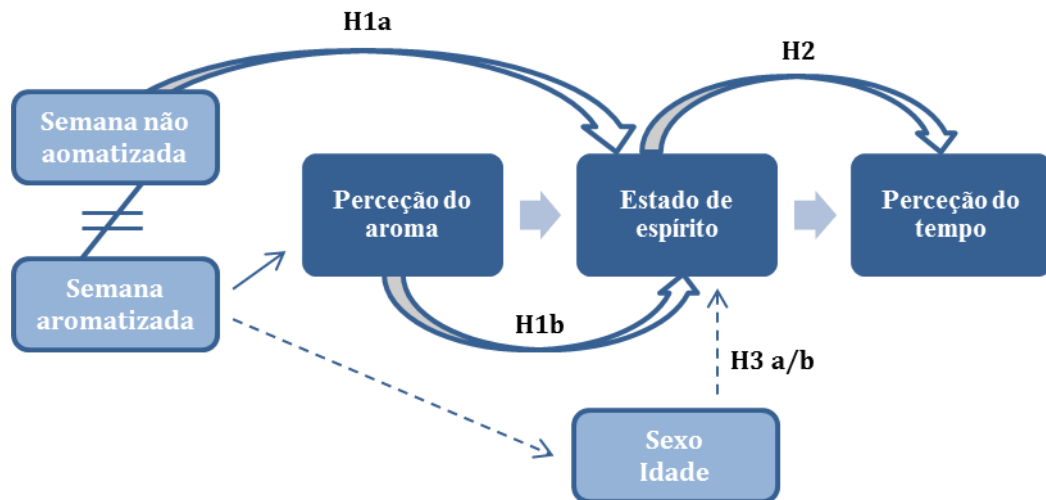 H1a
H2
Semana não
aomatizada
Perceção do
aroma
Estado de
espírito
Perceção do
tempo
Semana
aromatizada
H1b
H3 a/b
Sexo
Idade